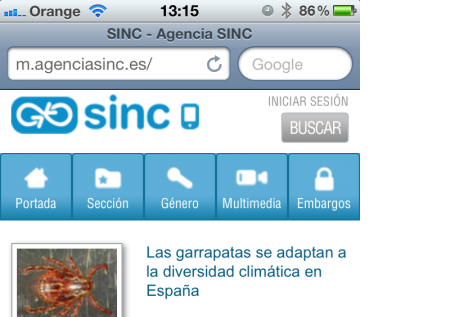 Orange 13:15 86%
SINC - Agencia SINC
m.agenciasinc.es/ Google
sinc
INICIAR SESIÓN
BUSCAR
Portada Sección Género Multimedia Embargos
Las garrapatas se adaptan a
la diversidad climática en
España